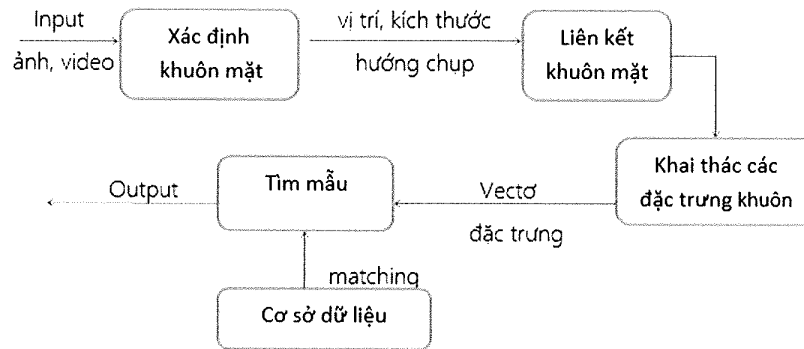 Input
ảnh, video
Xác định
khuôn mặt
vị trí, kích thước
hướng chụp
Liên kết
khuôn mặt
Khai thác các
đặc trưng khuôn
Vectơ
đặc trưng
Tìm mẫu
Output
matching
Cơ sở dữ liệu